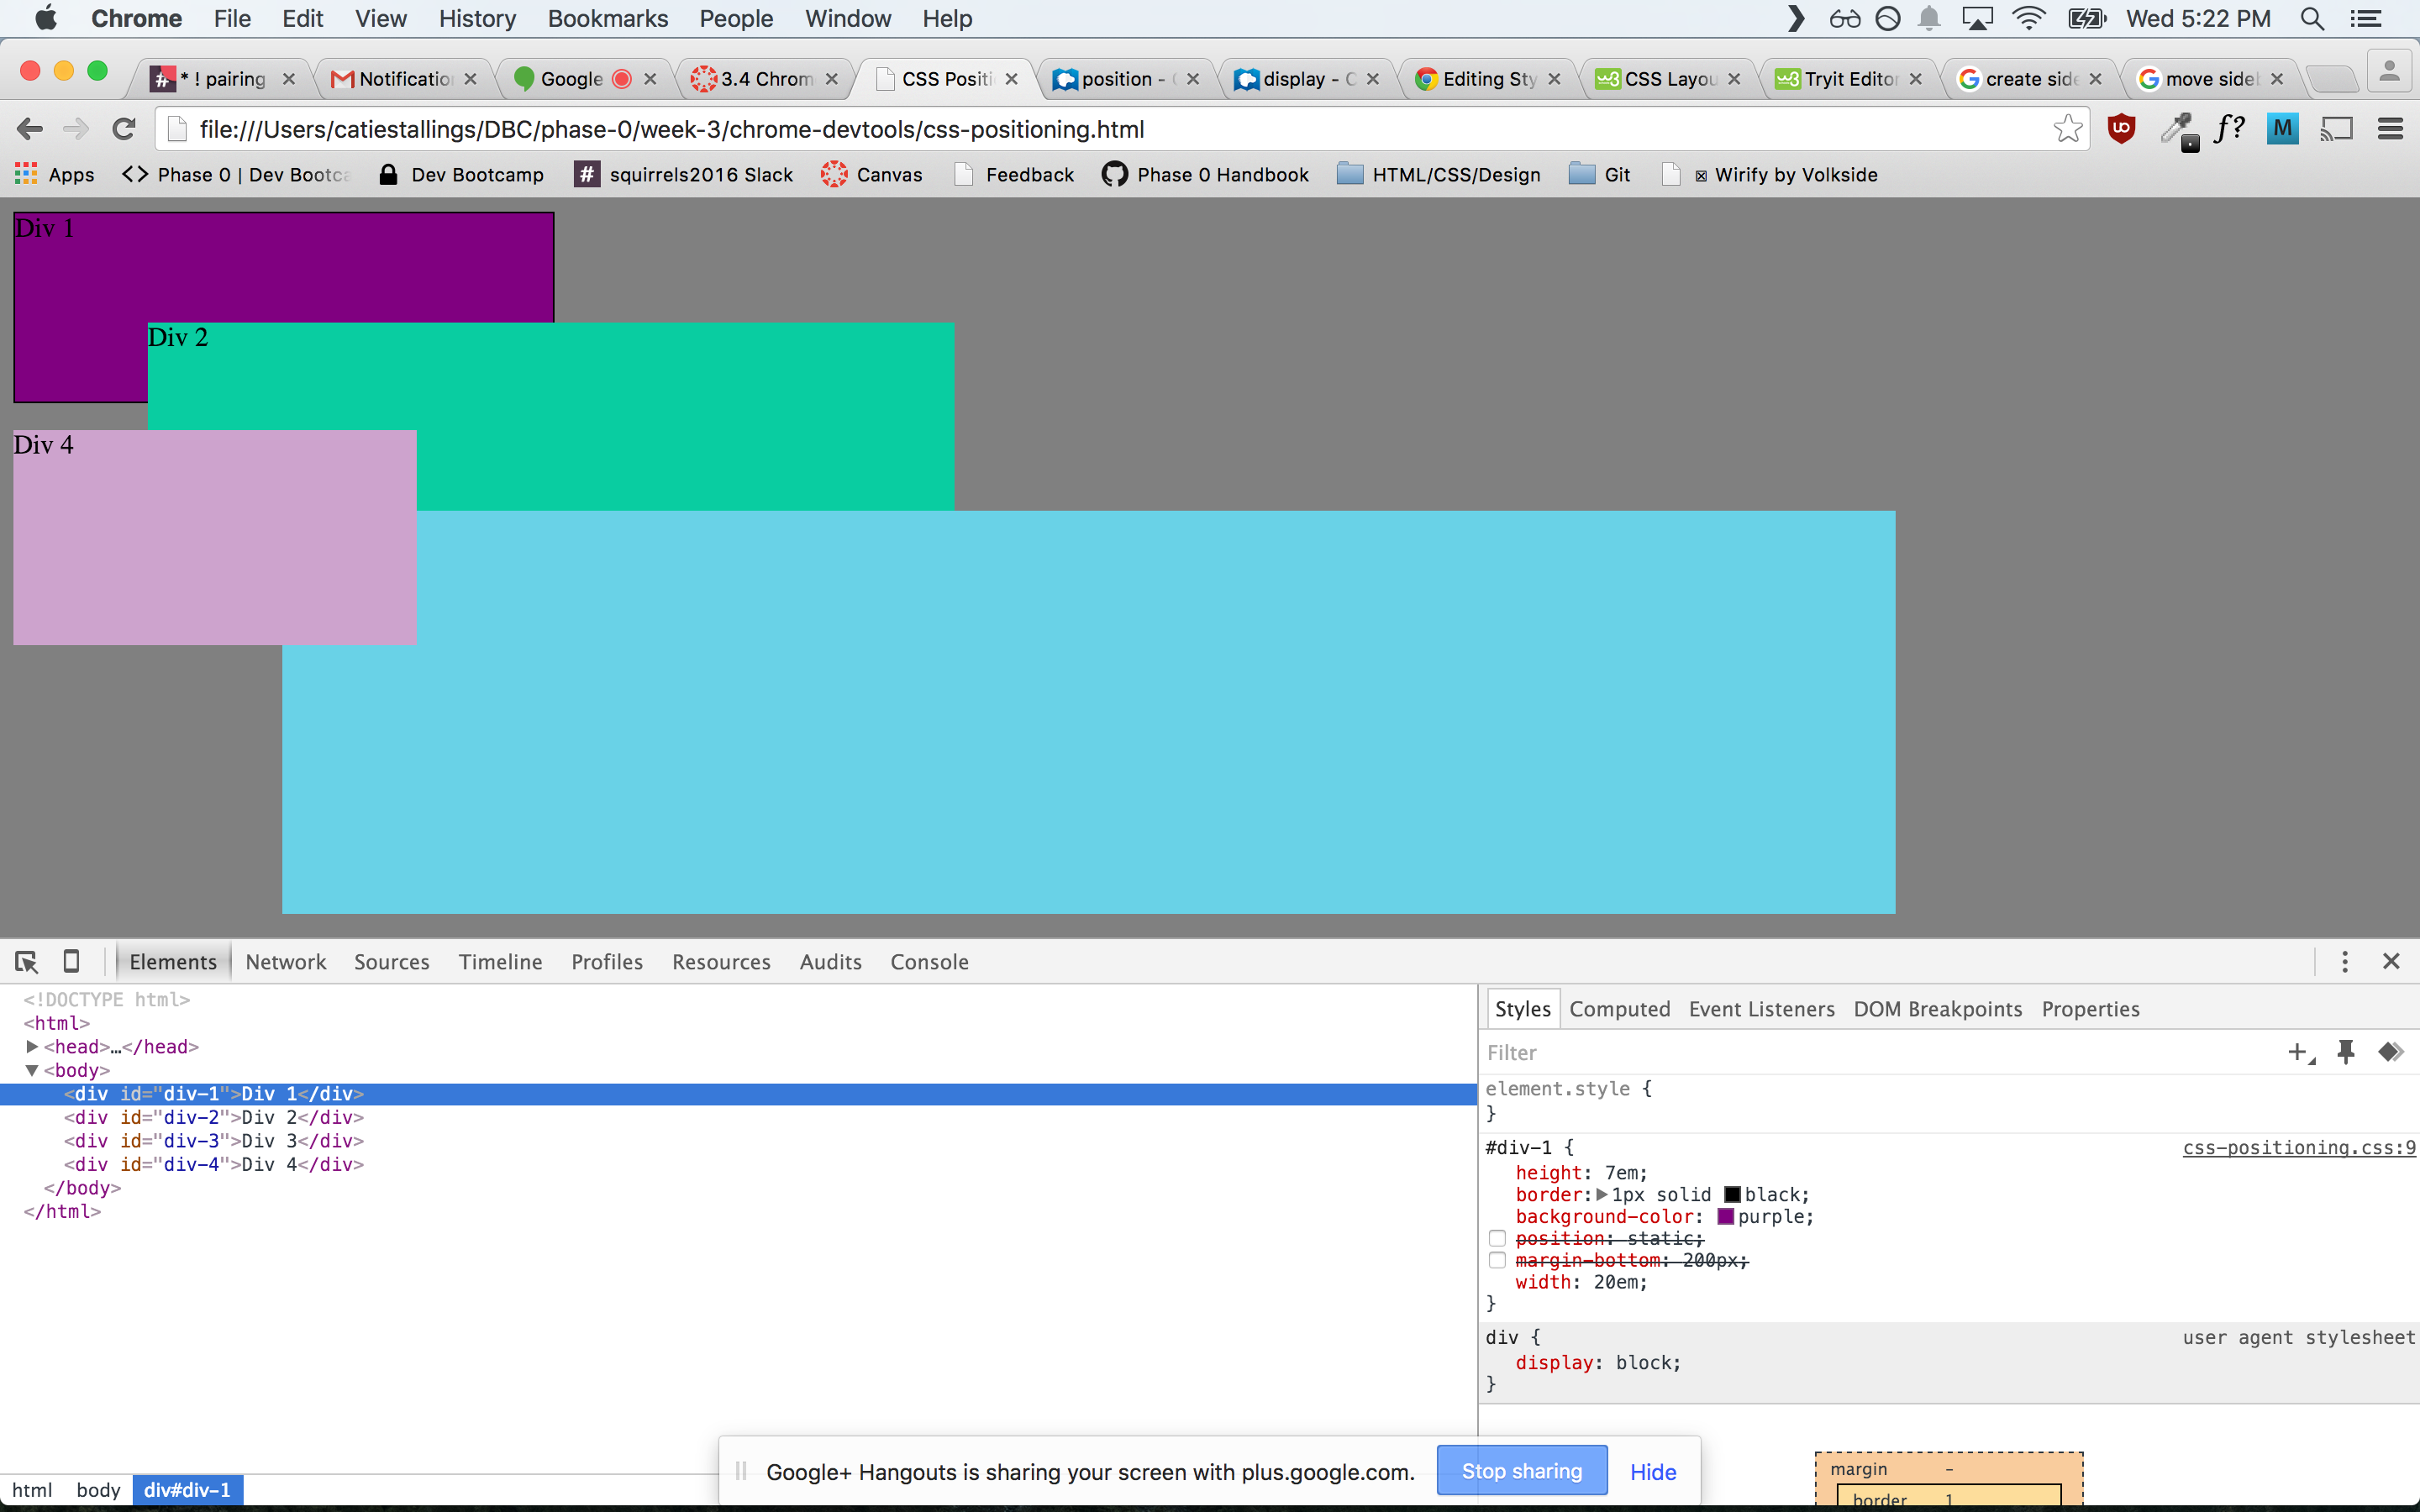 Chrome File Edit View History Bookmarks People Window Help Wed 5:22 PM
* ! pairing Notificatio Google 3.4 Chrom CSS Positi position - display - C Editing Sty CSS Layou Tryit Editor create side move sideb
file:///Users/catiestallings/DBC/phase-0/week-3/chrome-devtools/css-positioning.html
Apps Phase 0 | Dev Bootca Dev Bootcamp squirrels2016 Slack Canvas Feedback Phase 0 Handbook HTML/CSS/Design Git Wirify by Volkside
Div 1
Div 2
Div 4
Elements Network Sources Timeline Profiles Resources Audits Console
<!DOCTYPE html>
<html>
<head>…</head>
<body>
<div id="div-1">Div 1</div>
<div id="div-2">Div 2</div>
<div id="div-3">Div 3</div>
<div id="div-4">Div 4</div>
</body>
</html>
Styles Computed Event Listeners DOM Breakpoints Properties
Filter
element.style {
}
#div-1 { css-positioning.css:9
height: 7em;
border: 1px solid black;
background-color: purple;
position: static;
margin-bottom: 200px;
width: 20em;
}
div { user agent stylesheet
display: block;
}
margin -
border 1
Google+ Hangouts is sharing your screen with plus.google.com. Stop sharing Hide
html body div#div-1